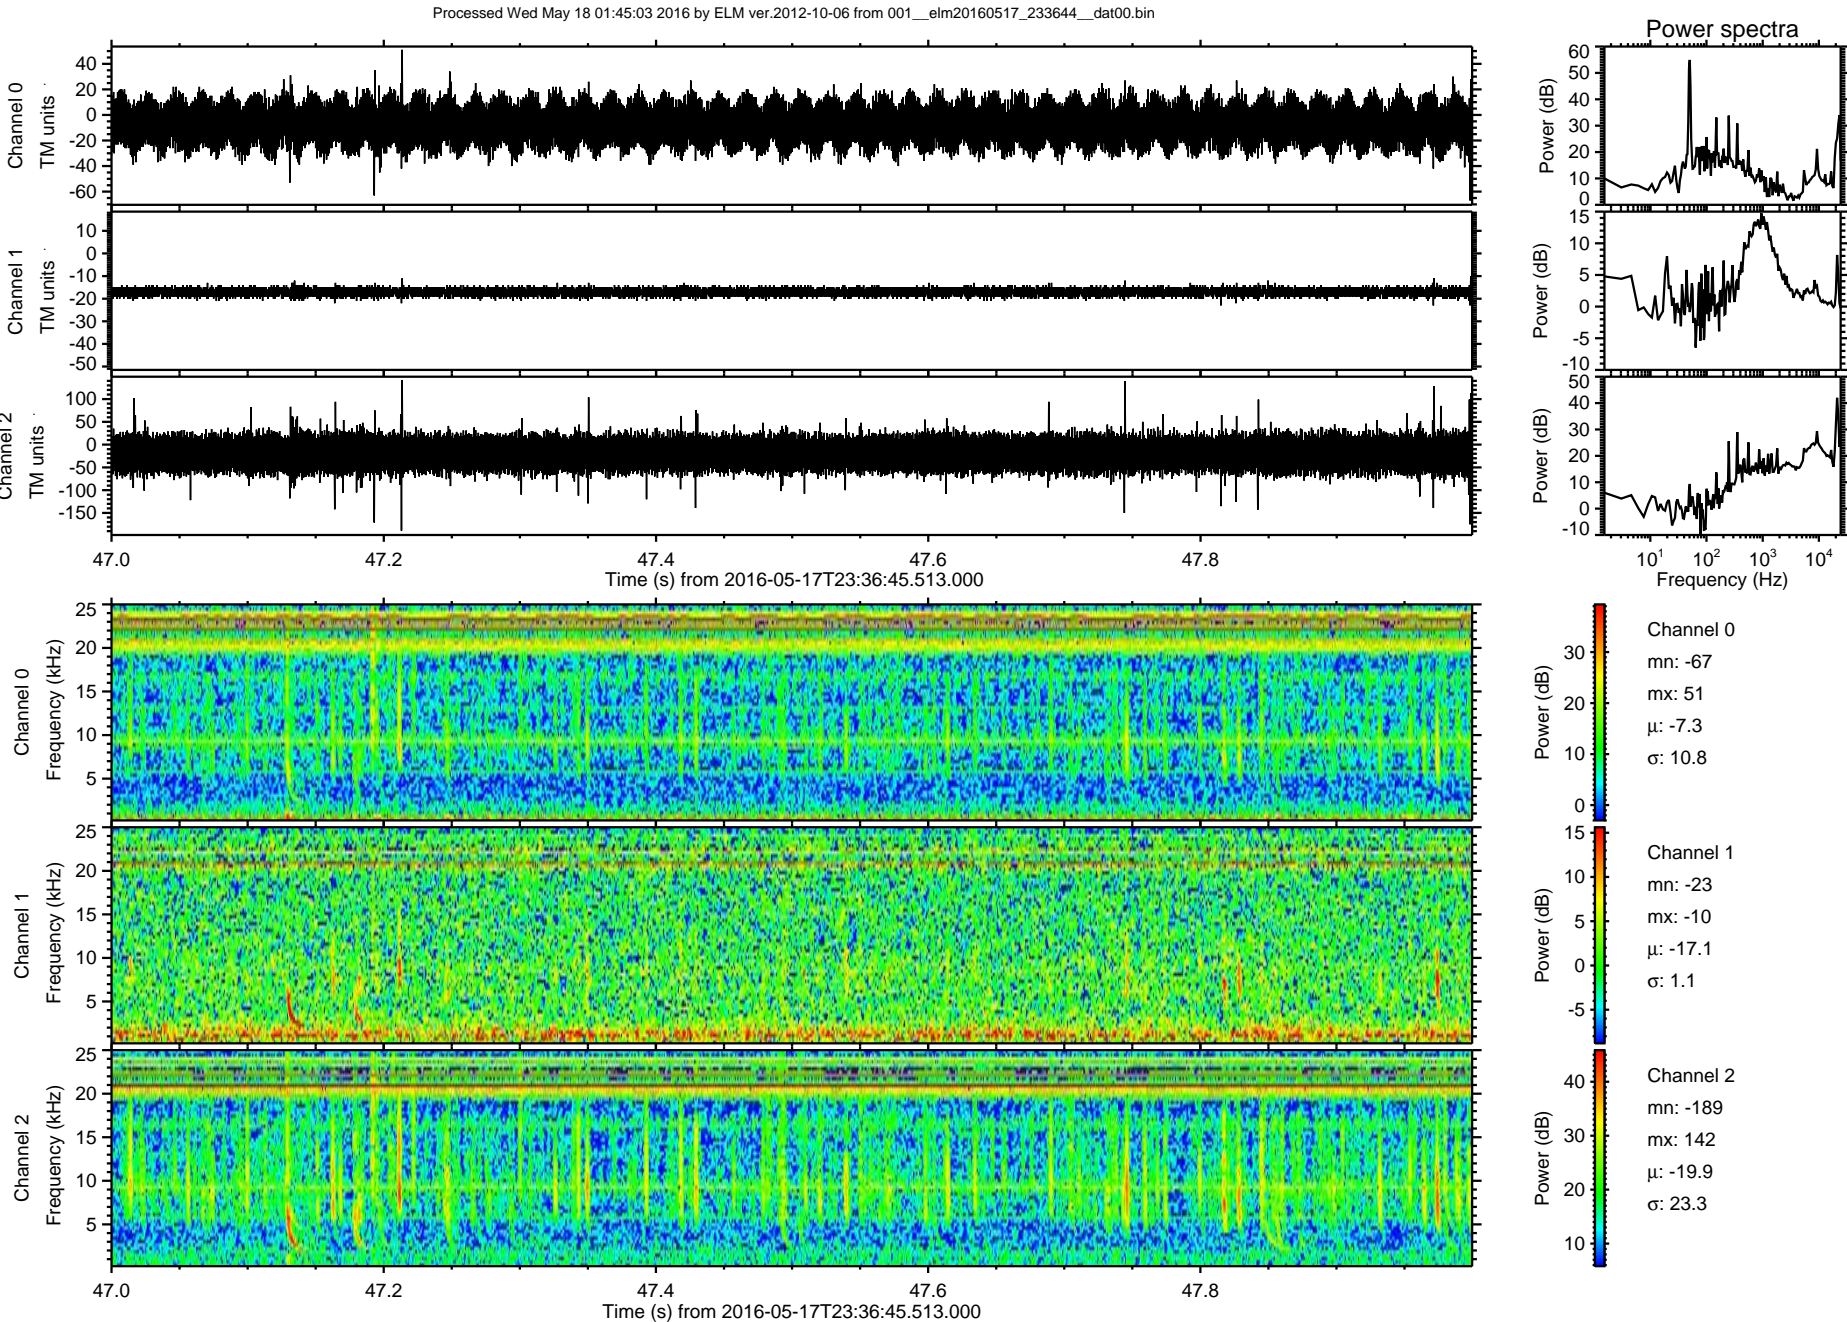 Processed Wed May 18 01:45:03 2016 by ELM ver.2012-10-06 from 001__elm20160517_233644__dat00.bin
Power spectra
Channel 0
TM units
40
20
0
-20
-40
-60
Power (dB)
60
50
40
30
20
10
0
Channel 1
TM units
10
0
-10
-20
-30
-40
-50
Power (dB)
15
10
5
0
-5
-10
Channel 2
TM units
100
50
0
-50
-100
-150
Power (dB)
50
40
30
20
10
0
-10
47.0 47.2 47.4 47.6 47.8
Time (s) from 2016-05-17T23:36:45.513.000
10^1 10^2 10^3 10^4
Frequency (Hz)
Channel 0
Frequency (kHz)
25
20
15
10
5
Power (dB)
30
20
10
0
Channel 0
mn: -67
mx: 51
μ: -7.3
σ: 10.8
Channel 1
Frequency (kHz)
25
20
15
10
5
Power (dB)
15
10
5
0
-5
Channel 1
mn: -23
mx: -10
μ: -17.1
σ: 1.1
Channel 2
Frequency (kHz)
25
20
15
10
5
Power (dB)
40
30
20
10
Channel 2
mn: -189
mx: 142
μ: -19.9
σ: 23.3
47.0 47.2 47.4 47.6 47.8
Time (s) from 2016-05-17T23:36:45.513.000